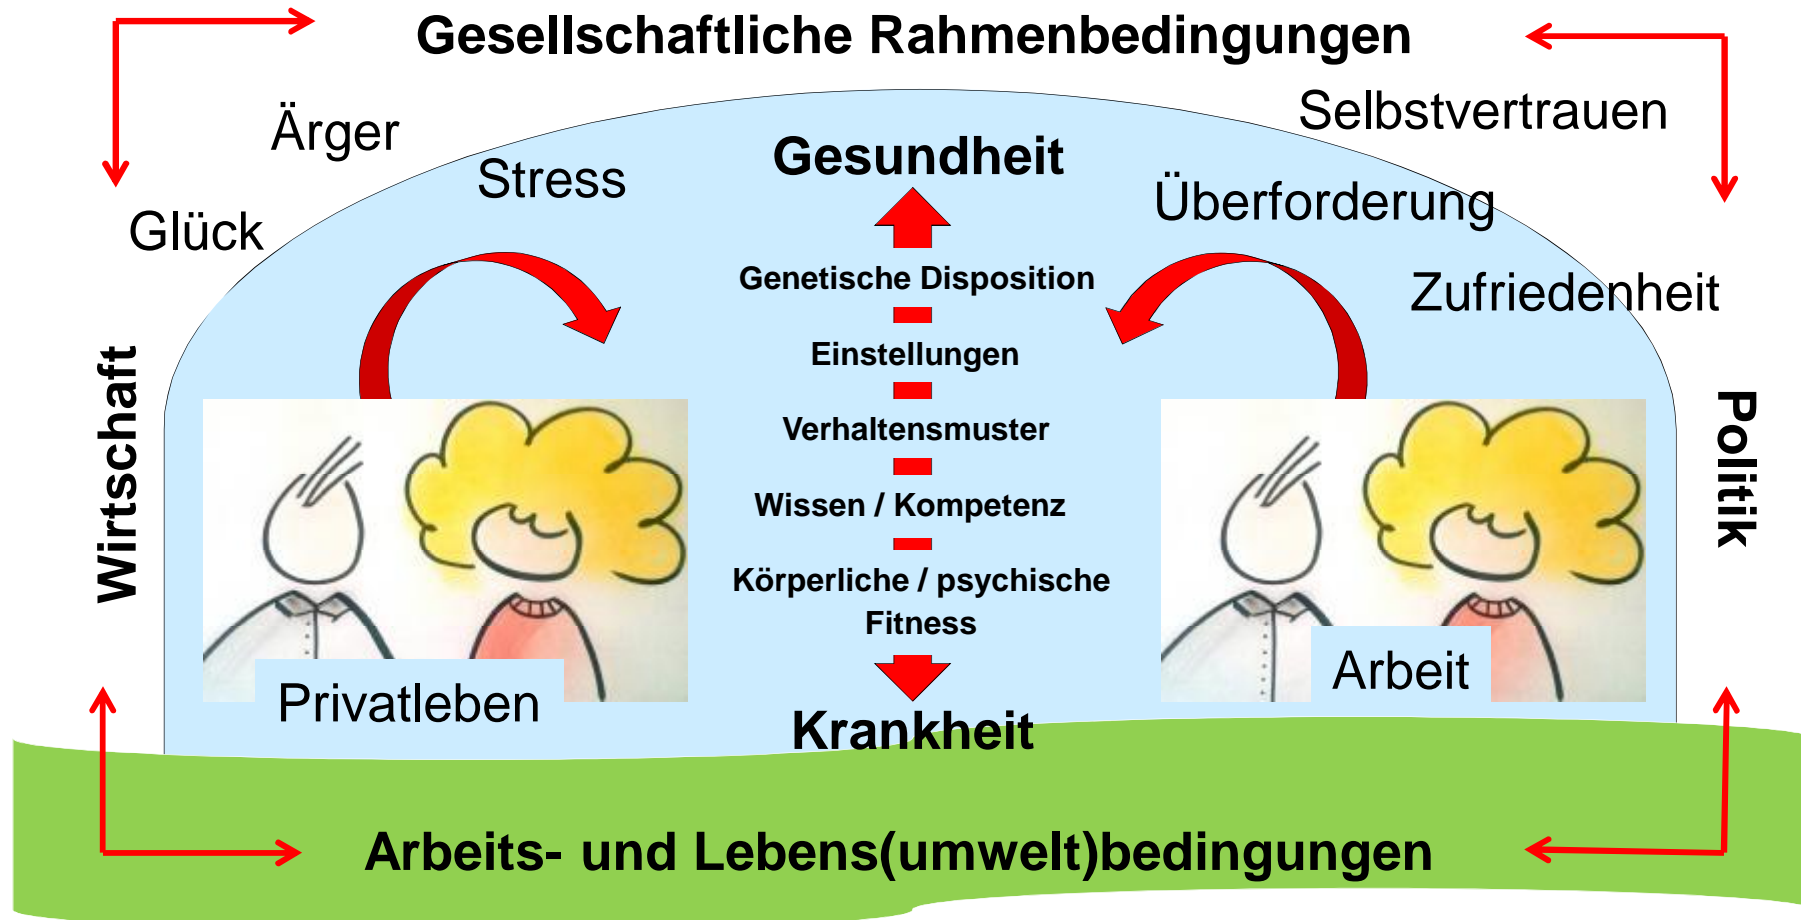 Gesellschaftliche Rahmenbedingungen
Ärger
Selbstvertrauen
Stress
Gesundheit
Überforderung
Glück
Genetische Disposition
Zufriedenheit
Einstellungen
Wirtschaft
Verhaltensmuster
Politik
Wissen / Kompetenz
Körperliche / psychische
Fitness
Privatleben
Arbeit
Krankheit
Arbeits- und Lebens(umwelt)bedingungen